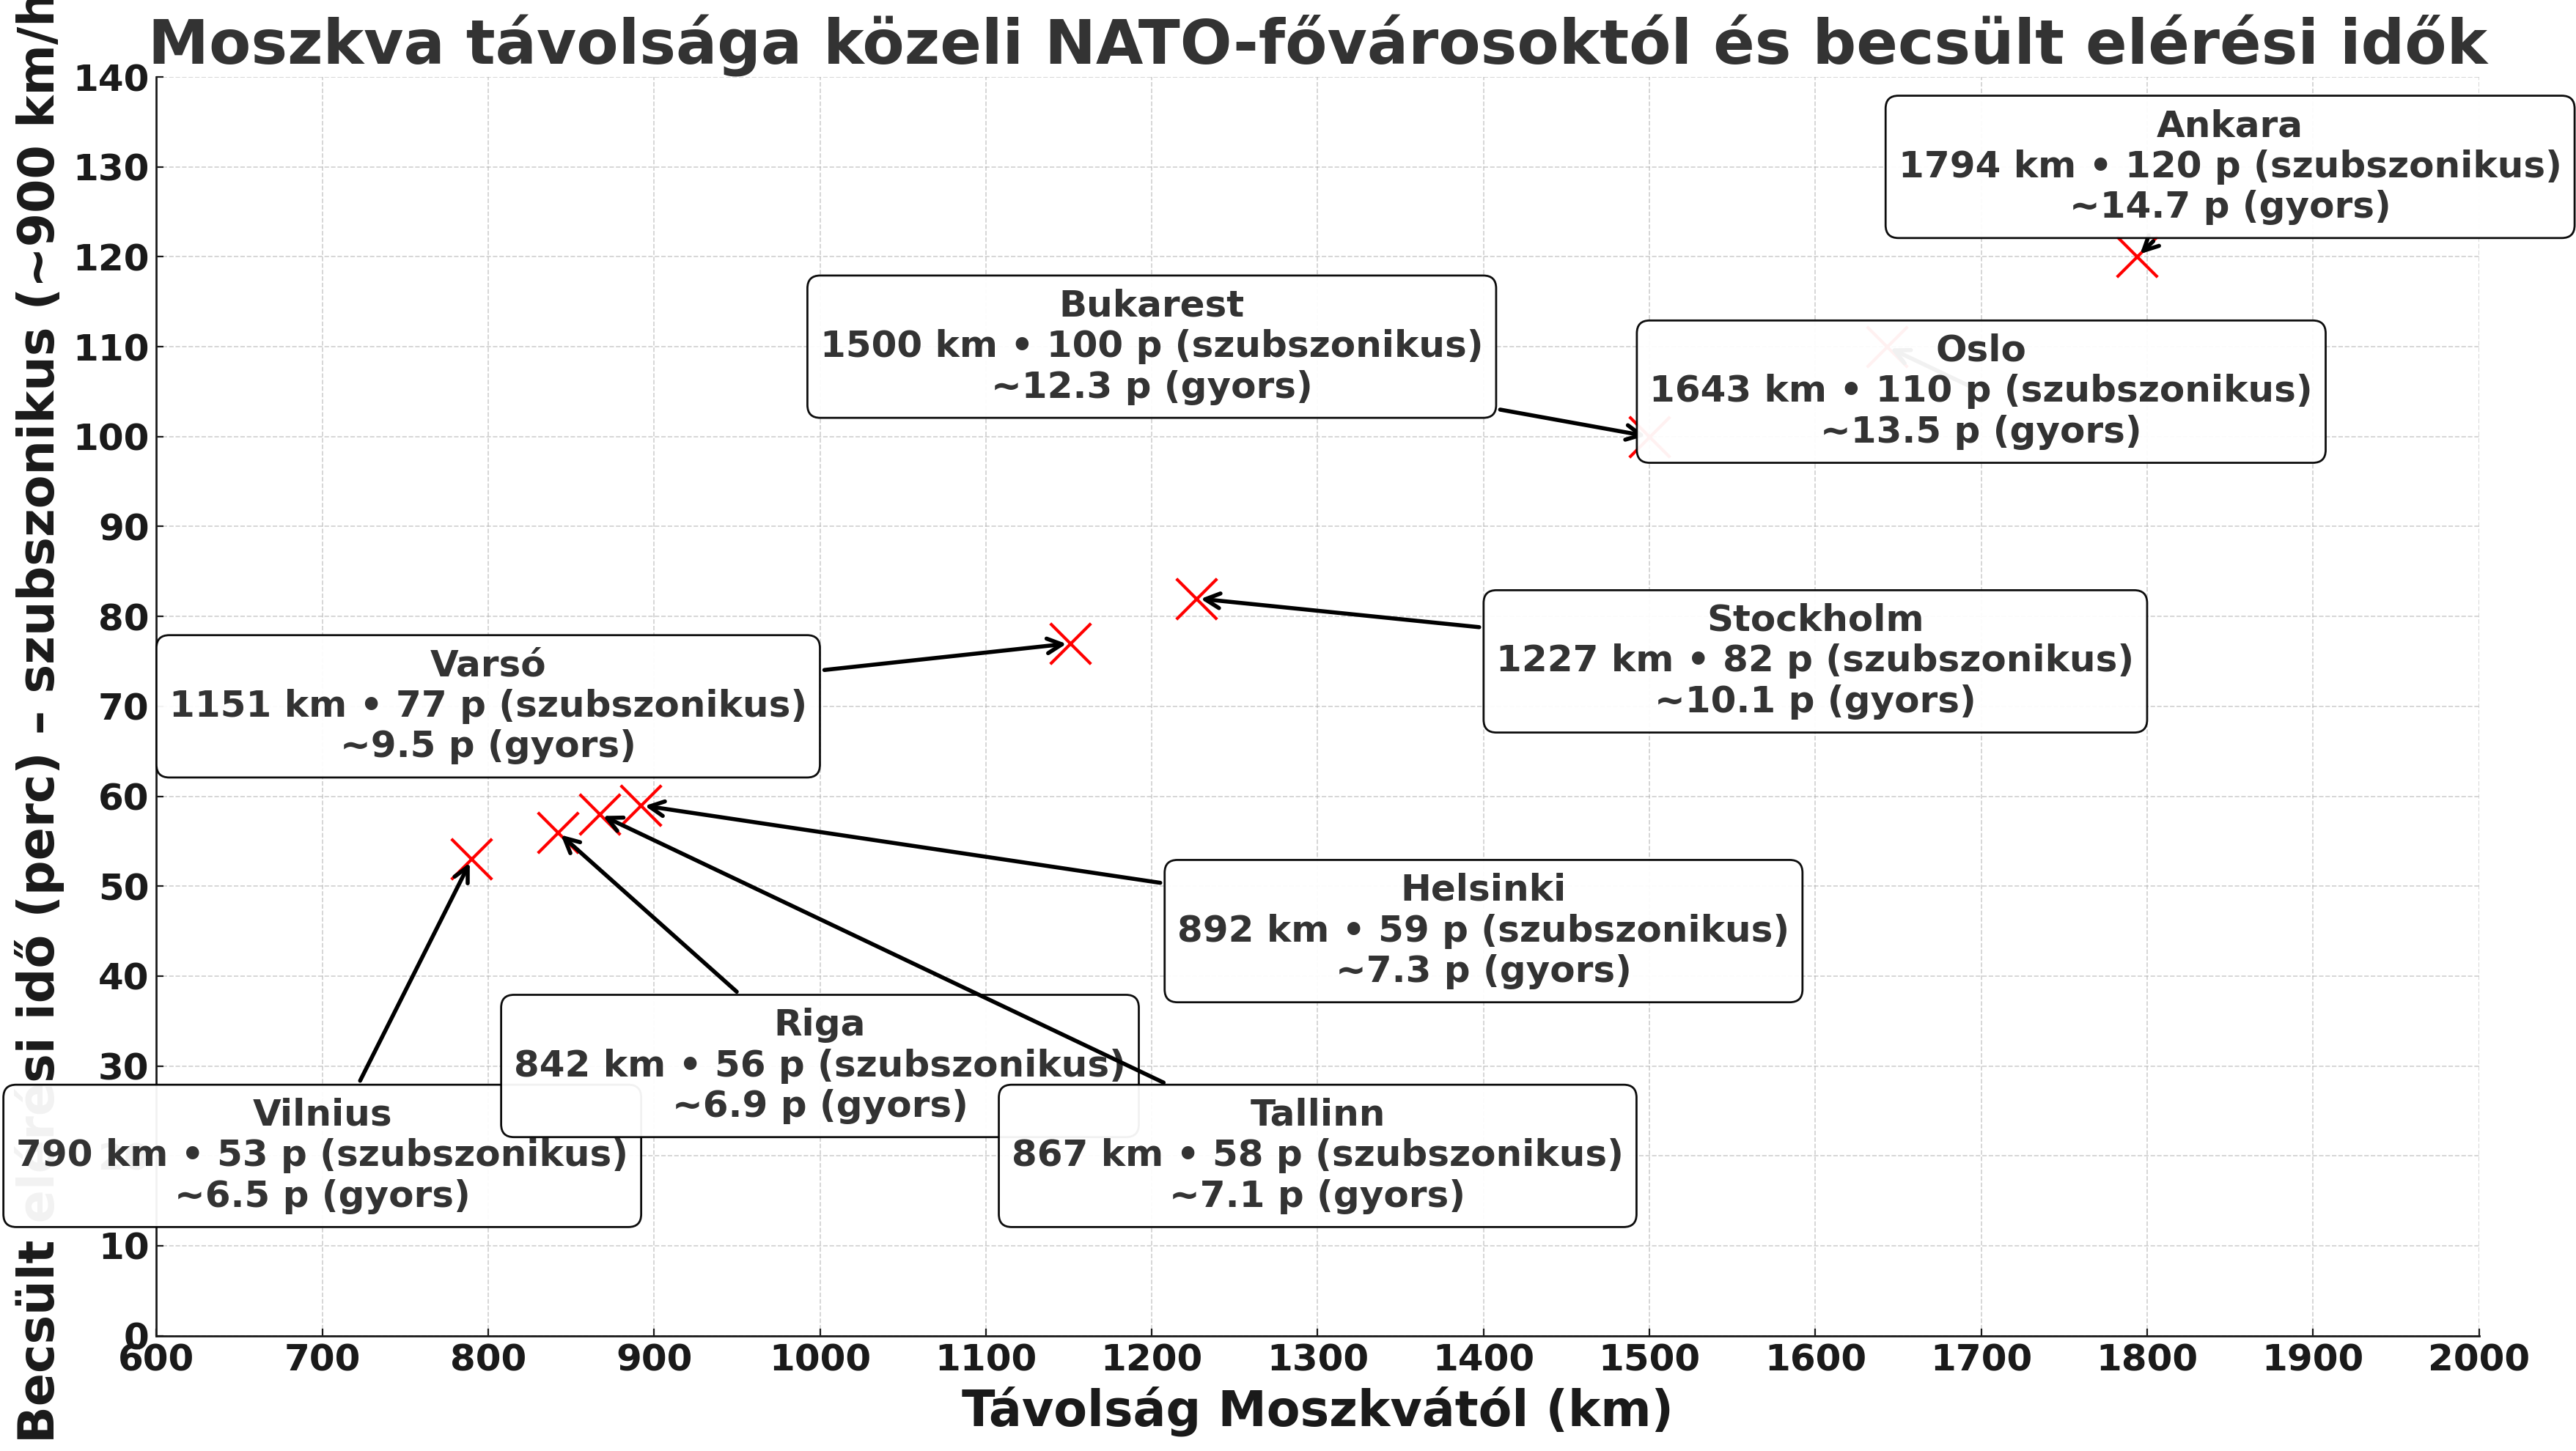 Moszkva távolsága közeli NATO-fővárosoktól és becsült elérési idők
Becsült elérési idő (perc) – szubszonikus (~900 km/h
140
130
120
110
100
90
80
70
60
50
40
30
10
0
Ankara
1794 km • 120 p (szubszonikus)
~14.7 p (gyors)
Bukarest
1500 km • 100 p (szubszonikus)
~12.3 p (gyors)
Oslo
1643 km • 110 p (szubszonikus)
~13.5 p (gyors)
Stockholm
1227 km • 82 p (szubszonikus)
~10.1 p (gyors)
Varsó
1151 km • 77 p (szubszonikus)
~9.5 p (gyors)
Helsinki
892 km • 59 p (szubszonikus)
~7.3 p (gyors)
Riga
842 km • 56 p (szubszonikus)
~6.9 p (gyors)
Vilnius
790 km • 53 p (szubszonikus)
~6.5 p (gyors)
Tallinn
867 km • 58 p (szubszonikus)
~7.1 p (gyors)
600 700 800 900 1000 1100 1200 1300 1400 1500 1600 1700 1800 1900 2000
Távolság Moszkvától (km)